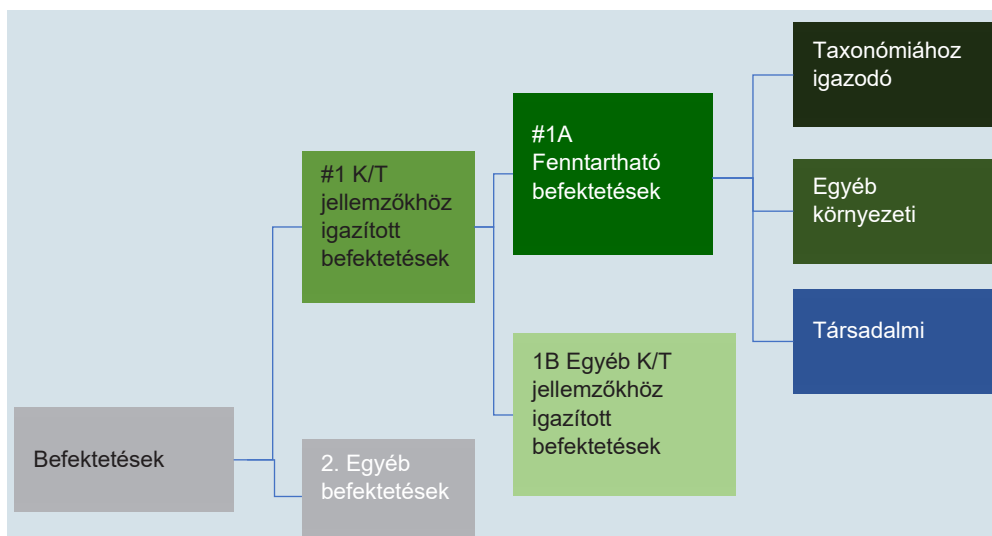 Befektetések
#1 K/T
jellemzőkhöz
igazított
befektetések
2. Egyéb
befektetések
#1A
Fenntartható
befektetések
1B Egyéb K/T
jellemzőkhöz
igazított
befektetések
Taxonómiához
igazodó
Egyéb
környezeti
Társadalmi